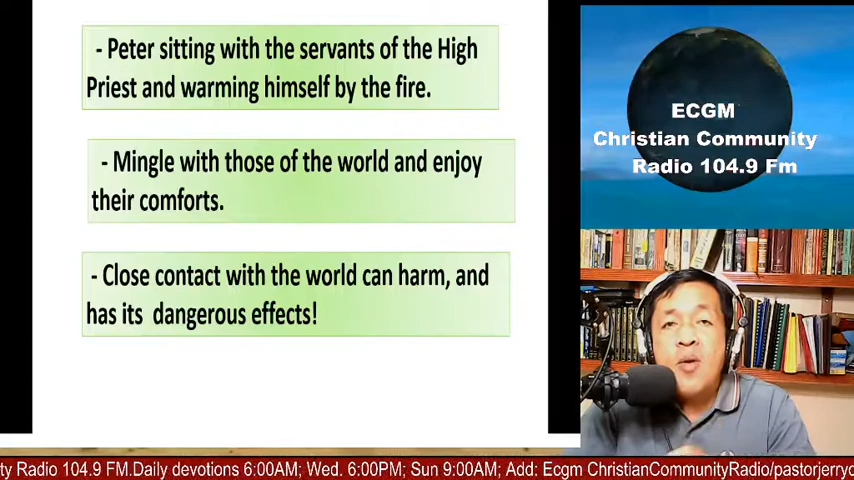 - Peter sitting with the servants of the High
Priest and warming himself by the fire.
- Mingle with those of the world and enjoy
their comforts.
- Close contact with the world can harm, and
has its dangerous effects!
ECGM
Christian Community
Radio 104.9 Fm
ty Radio 104.9 FM.Daily devotions 6:00AM; Wed. 6:00PM; Sun 9:00AM; Add: Ecgm ChristianCommunityRadio/pastorjerryc